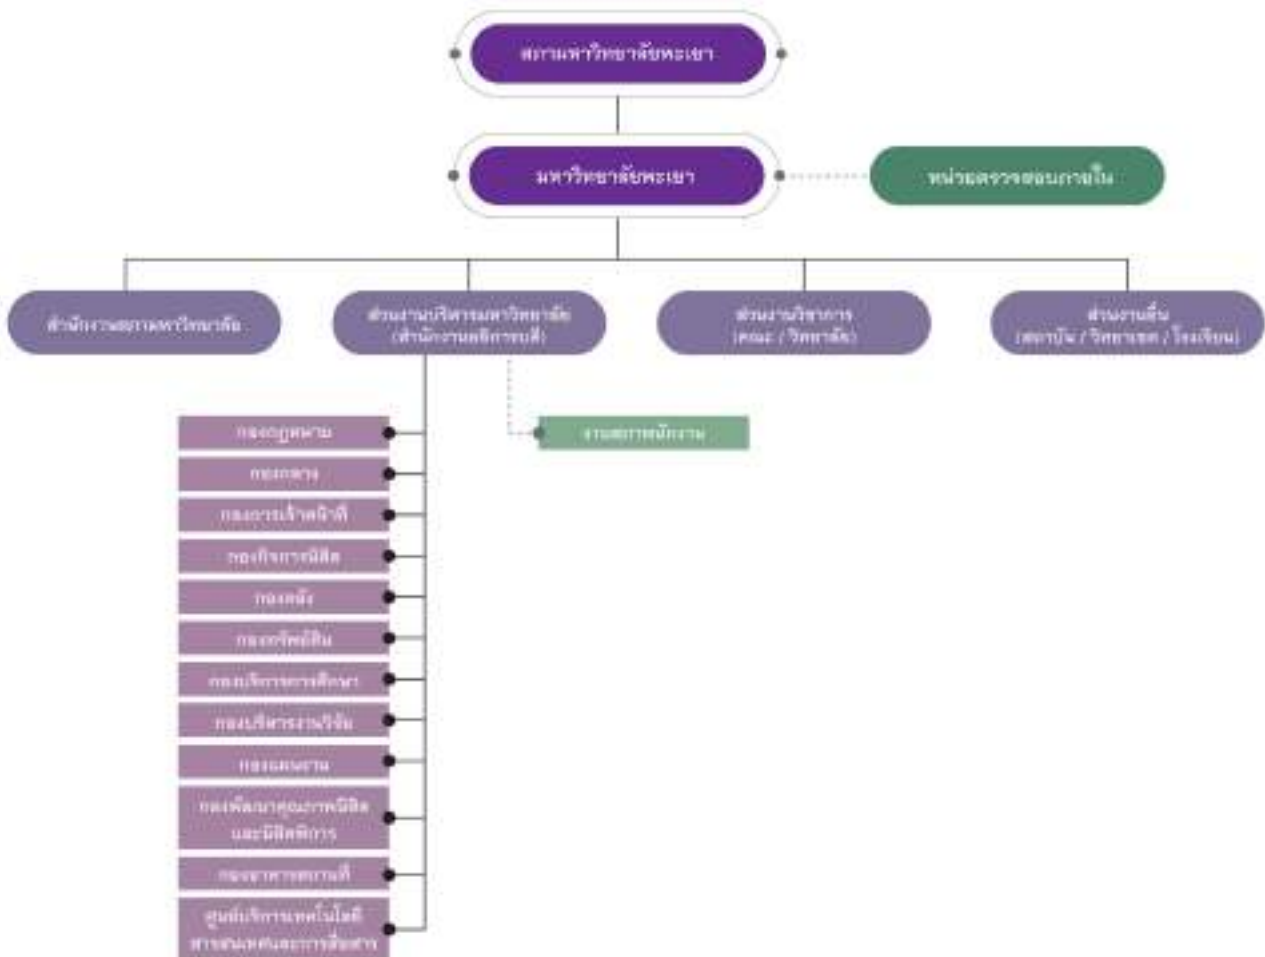 สภามหาวิทยาลัยพะเยา
มหาวิทยาลัยพะเยา
หน่วยตรวจสอบภายใน
สำนักงานสภามหาวิทยาลัย
ส่วนงานบริหารมหาวิทยาลัย
(สำนักงานอธิการบดี)
ส่วนงานวิชาการ
(คณะ / วิทยาลัย)
ส่วนงานอื่น
(สถาบัน / วิทยาเขต / โรงเรียน)
กองกฎหมาย
งานสภาพนักงาน
กองกลาง
กองการเจ้าหน้าที่
กองกิจการนิสิต
กองคลัง
กองทรัพย์สิน
กองบริการการศึกษา
กองบริหารงานวิจัย
กองแผนงาน
กองพัฒนาคุณภาพนิสิต
และนิสิตพิการ
กองอาคารสถานที่
ศูนย์บริการเทคโนโลยี
สารสนเทศและการสื่อสาร